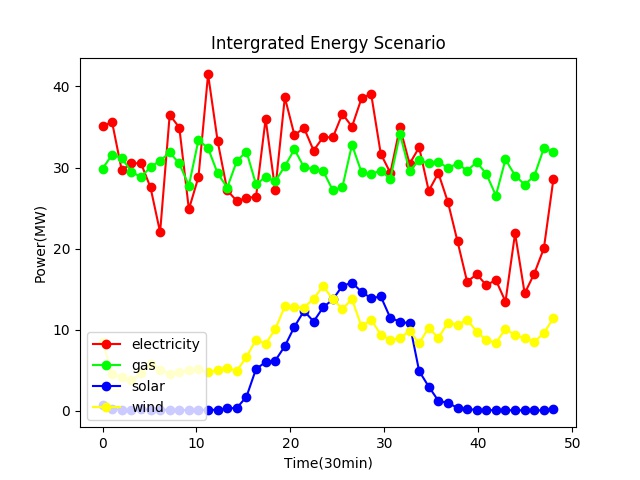 Intergrated Energy Scenario
Power(MW)
40
30
20
10
0
electricity
gas
solar
wind
0 10 20 30 40 50
Time(30min)